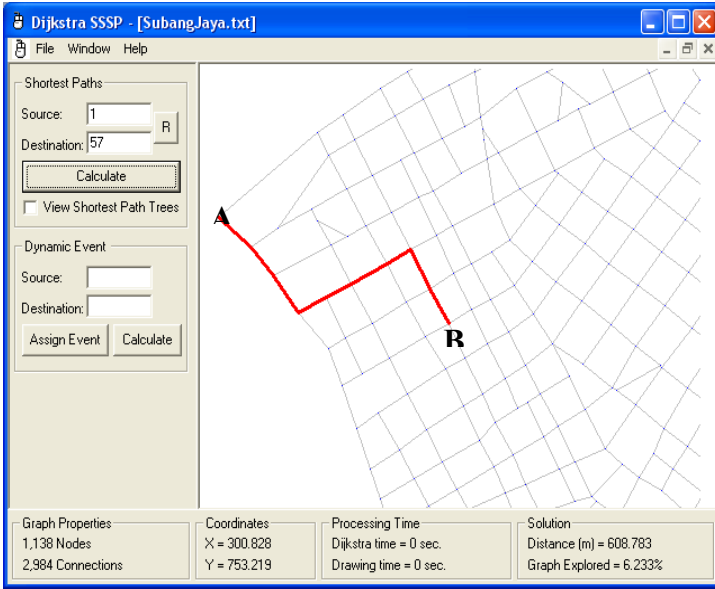 Dijkstra SSSP - [SubangJaya.txt]
File Window Help
Shortest Paths
Source: 1
R
Destination: 57
Calculate
View Shortest Path Trees
Dynamic Event
Source:
Destination:
Assign Event Calculate
A
B
Graph Properties
1,138 Nodes
2,984 Connections
Coordinates
X = 300.828
Y = 753.219
Processing Time
Dijkstra time = 0 sec.
Drawing time = 0 sec.
Solution
Distance (m) = 608.783
Graph Explored = 6.233%